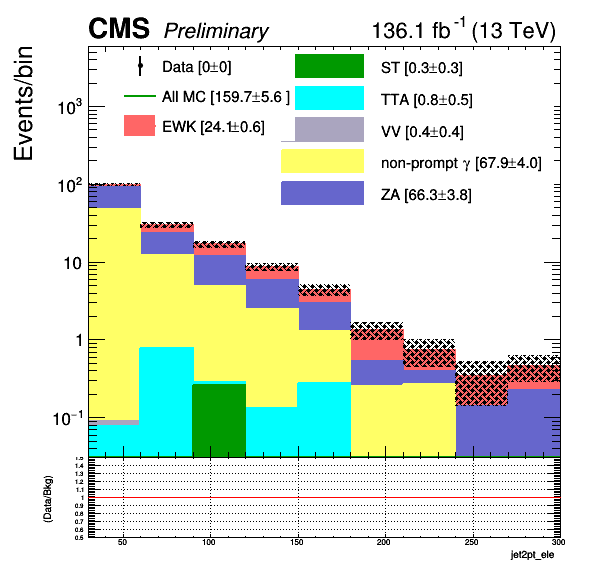 CMS Preliminary 136.1 fb⁻¹ (13 TeV)
Events/bin
Data [0±0]
All MC [159.7±5.6 ]
EWK [24.1±0.6]
ST [0.3±0.3]
TTA [0.8±0.5]
VV [0.4±0.4]
non-prompt γ [67.9±4.0]
ZA [66.3±3.8]
10³
10²
10
1
10⁻¹
(Data/Bkg)
1.5
1.4
1.3
1.2
1.1
1
0.9
0.8
0.7
0.6
0.5
50 100 150 200 250 300
jet2pt_ele